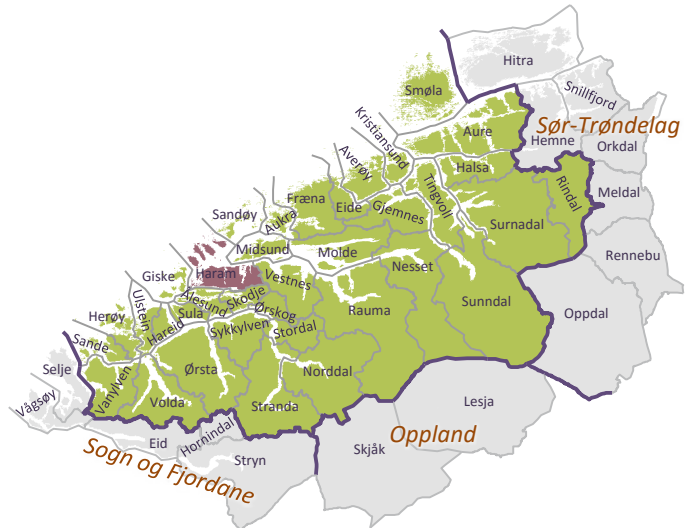 Hitra
Snillfjord
Smøla
Kristiansund
Aure
Sør-Trøndelag
Hemne
Orkdal
Averøy
Halsa
Rindal
Meldal
Tingvoll
Fræna
Eide
Gjemnes
Sandøy
Aukra
Surnadal
Midsund
Molde
Rennebu
Giske
Haram
Vestnes
Nesset
Sunndal
Oppdal
Ålesund
Skodje
Ulstein
Herøy
Sula
Ørskog
Rauma
Hareid
Sykkylven
Stordal
Sande
Selje
Vanylven
Ørsta
Norddal
Vågsøy
Volda
Stranda
Lesja
Oppland
Eid
Hornindal
Skjåk
Sogn og Fjordane
Stryn